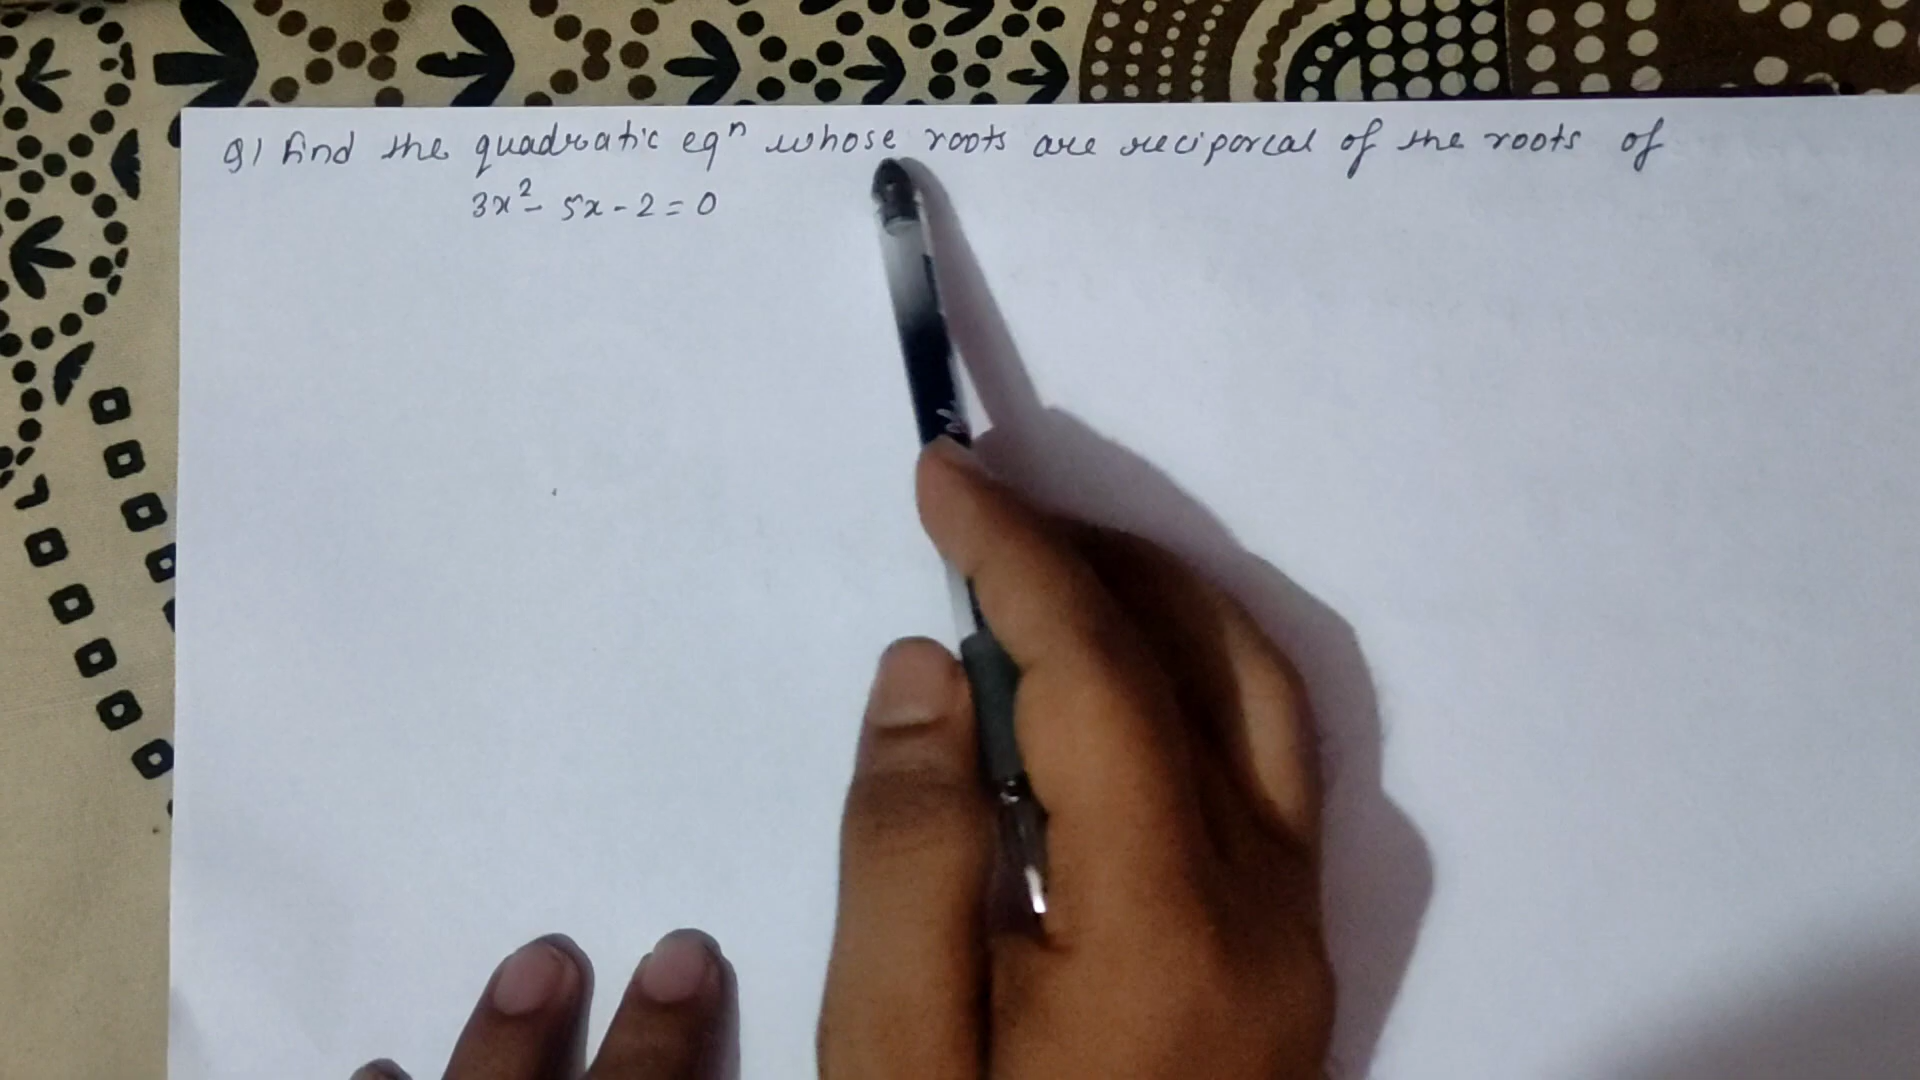 Q) find the quadratic eqⁿ whose roots are reciporcal of the roots of
3x² - 5x - 2 = 0